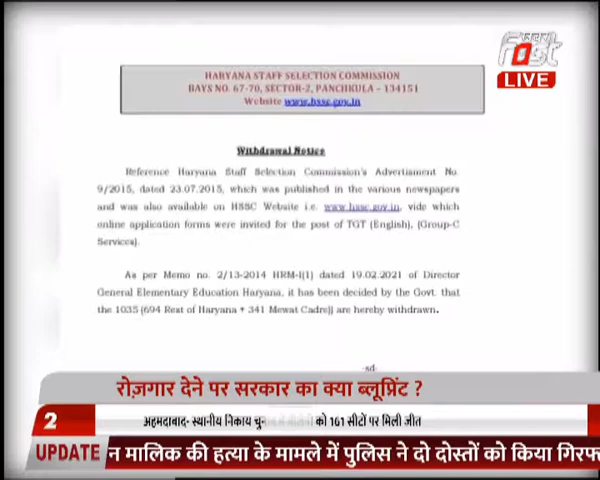 खबरें
fast
LIVE
HARYANA STAFF SELECTION COMMISSION
BAYS NO. 67-70, SECTOR-2, PANCHKULA – 134151
Website www.hssc.gov.in
Withdrawal Notice
Reference Haryana Staff Selection Commission's Advertisment No.
9/2015, dated 23.07.2015, which was published in the various newspapers
and was also available on HSSC Website i.e. www.hssc.gov.in, vide which
online application forms were invited for the post of TGT (English), (Group-C
Services).
As per Memo no. 2/13-2014 HRM-I(1) dated 19.02.2021 of Director
General Elementary Education Haryana, it has been decided by the Govt. that
the 1035 (694 Rest of Haryana + 341 Mewat Cadre)) are hereby withdrawn.
-sd
रोज़गार देने पर सरकार का क्या ब्लूप्रिंट ?
2 अहमदाबाद- स्थानीय निकाय चु को 161 सीटों पर मिली जीत
UPDATE न मालिक की हत्या के मामले में पुलिस ने दो दोस्तों को किया गिरफ्